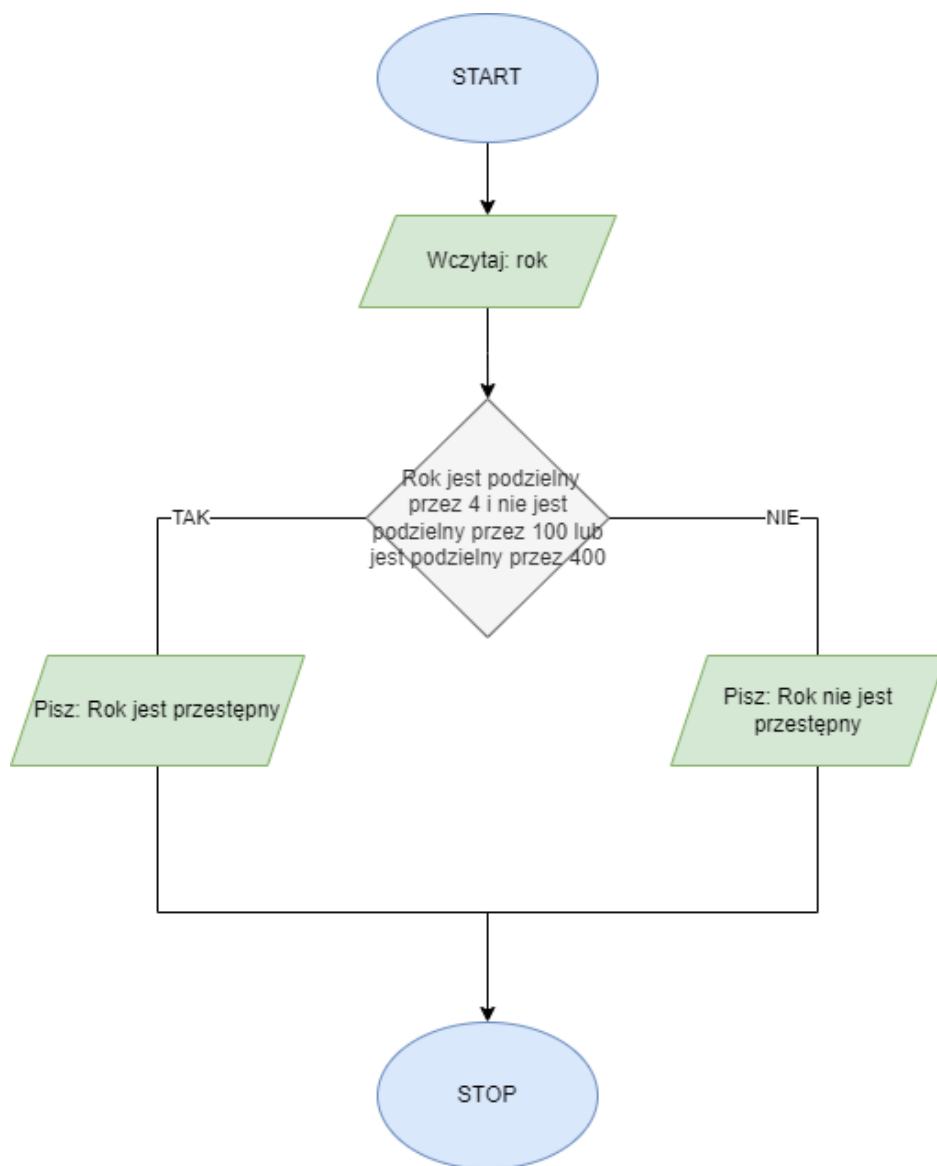 START
Wczytaj: rok
Rok jest podzielny
przez 4 i nie jest
podzielny przez 100 lub
jest podzielny przez 400
TAK
NIE
Pisz: Rok jest przestępny
Pisz: Rok nie jest
przestępny
STOP